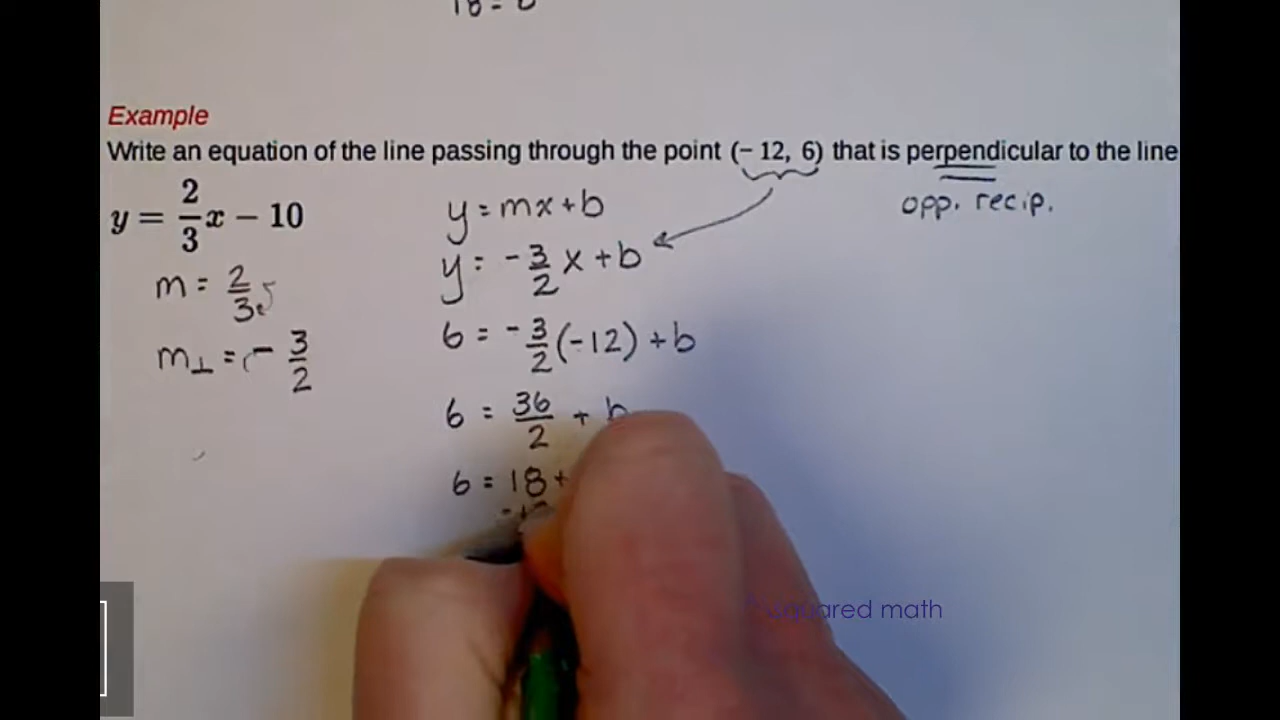 18 = b
Example
Write an equation of the line passing through the point (− 12, 6) that is perpendicular to the line
y = 2/3 x − 10
opp. recip.
m = 2/3
m⊥ = - 3/2
y = mx + b
y = - 3/2 x + b
6 = - 3/2 (-12) + b
6 = 36/2 + b
6 = 18 +
squared math